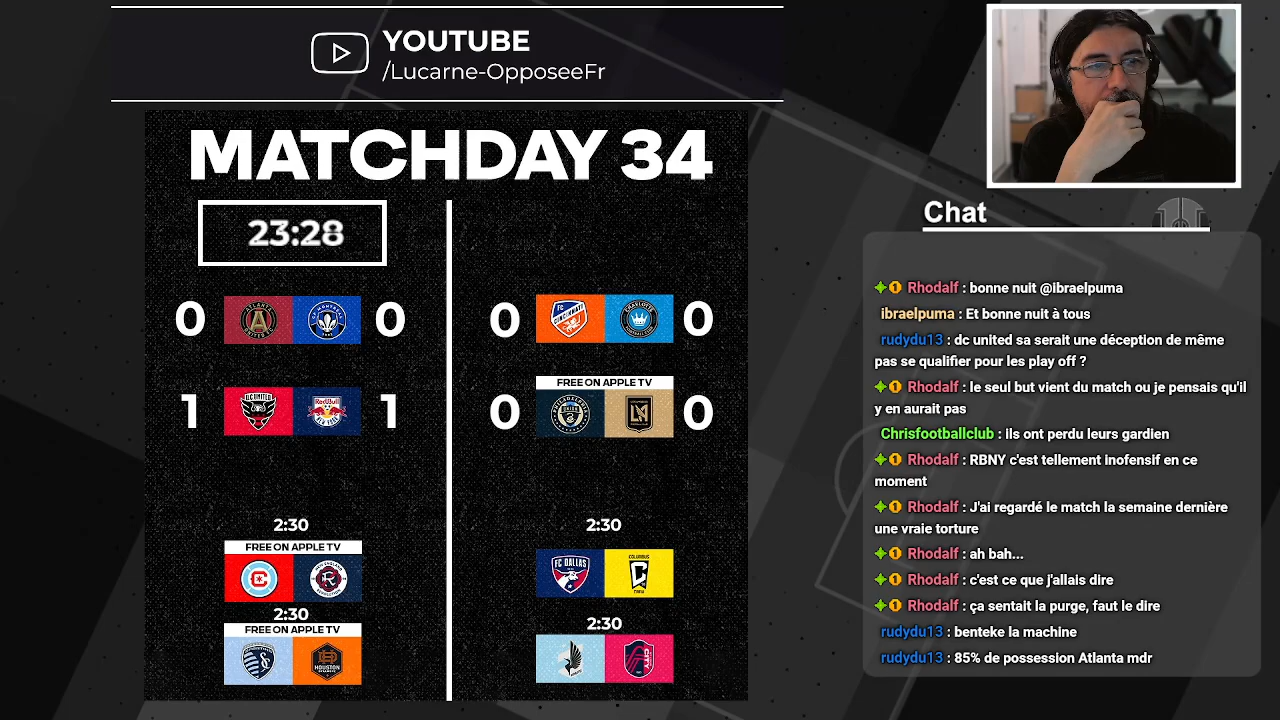 YOUTUBE
/Lucarne-OpposeeFr
MATCHDAY 34
23:28
0 0
0 0
1 1
FREE ON APPLE TV
0 0
2:30
FREE ON APPLE TV
2:30
FREE ON APPLE TV
2:30
FC DALLAS
COLUMBUS
2:30
CITY
Chat
Rhodalf : bonne nuit @ibraelpuma
ibraelpuma : Et bonne nuit à tous
rudydu13 : dc united sa serait une déception de même
pas se qualifier pour les play off ?
Rhodalf : le seul but vient du match ou je pensais qu'il
y en aurait pas
Chrisfootballclub : ils ont perdu leurs gardien
Rhodalf : RBNY c'est tellement inofensif en ce
moment
Rhodalf : J'ai regardé le match la semaine dernière
une vraie torture
Rhodalf : ah bah...
Rhodalf : c'est ce que j'allais dire
Rhodalf : ça sentait la purge, faut le dire
rudydu13 : benteke la machine
rudydu13 : 85% de possession Atlanta mdr